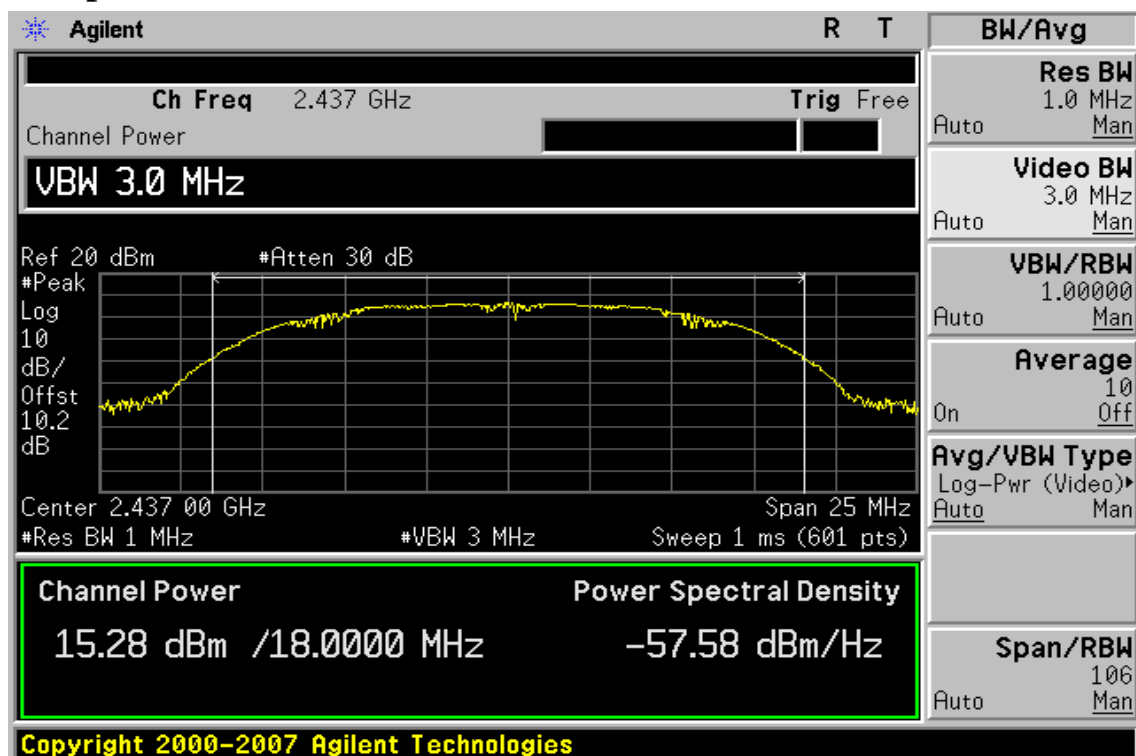 Agilent R T
Ch Freq 2.437 GHz Trig Free
Channel Power
VBW 3.0 MHz
Ref 20 dBm #Atten 30 dB
#Peak
Log
10
dB/
Offst
10.2
dB
Center 2.437 00 GHz Span 25 MHz
#Res BW 1 MHz #VBW 3 MHz Sweep 1 ms (601 pts)
Channel Power Power Spectral Density
15.28 dBm /18.0000 MHz -57.58 dBm/Hz
BW/Avg
Res BW
1.0 MHz
Auto Man
Video BW
3.0 MHz
Auto Man
VBW/RBW
1.00000
Auto Man
Average
10
On Off
Avg/VBW Type
Log-Pwr (Video)▸
Auto Man
Span/RBW
106
Auto Man
Copyright 2000-2007 Agilent Technologies